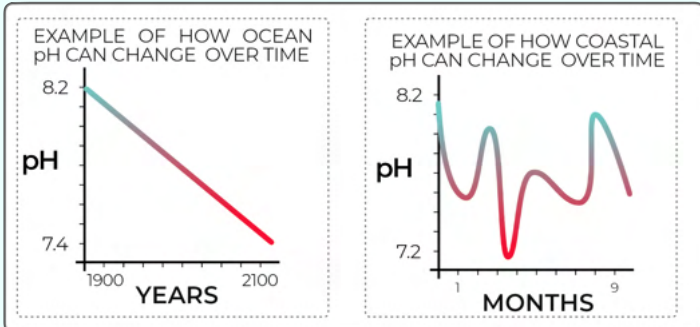 EXAMPLE OF HOW OCEAN
pH CAN CHANGE OVER TIME
8.2
pH
7.4
1900
2100
YEARS
EXAMPLE OF HOW COASTAL
pH CAN CHANGE OVER TIME
8.2
pH
7.2
1
9
MONTHS